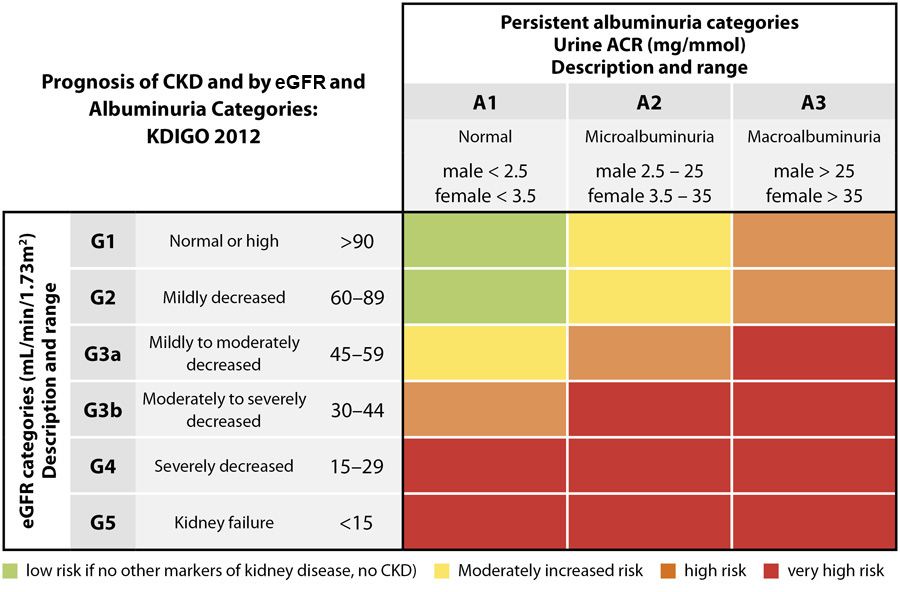 Prognosis of CKD and by eGFR and
Albuminuria Categories:
KDIGO 2012
Persistent albuminuria categories
Urine ACR (mg/mmol)
Description and range
A1
A2
A3
Normal
Microalbuminuria
Macroalbuminuria
male < 2.5
male 2.5 – 25
male > 25
female < 3.5
female 3.5 – 35
female > 35
eGFR categories (mL/min/1.73m²)
Description and range
G1
Normal or high
>90
G2
Mildly decreased
60–89
G3a
Mildly to moderately
decreased
45–59
G3b
Moderately to severely
decreased
30–44
G4
Severely decreased
15–29
G5
Kidney failure
<15
low risk if no other markers of kidney disease, no CKD)
Moderately increased risk
high risk
very high risk